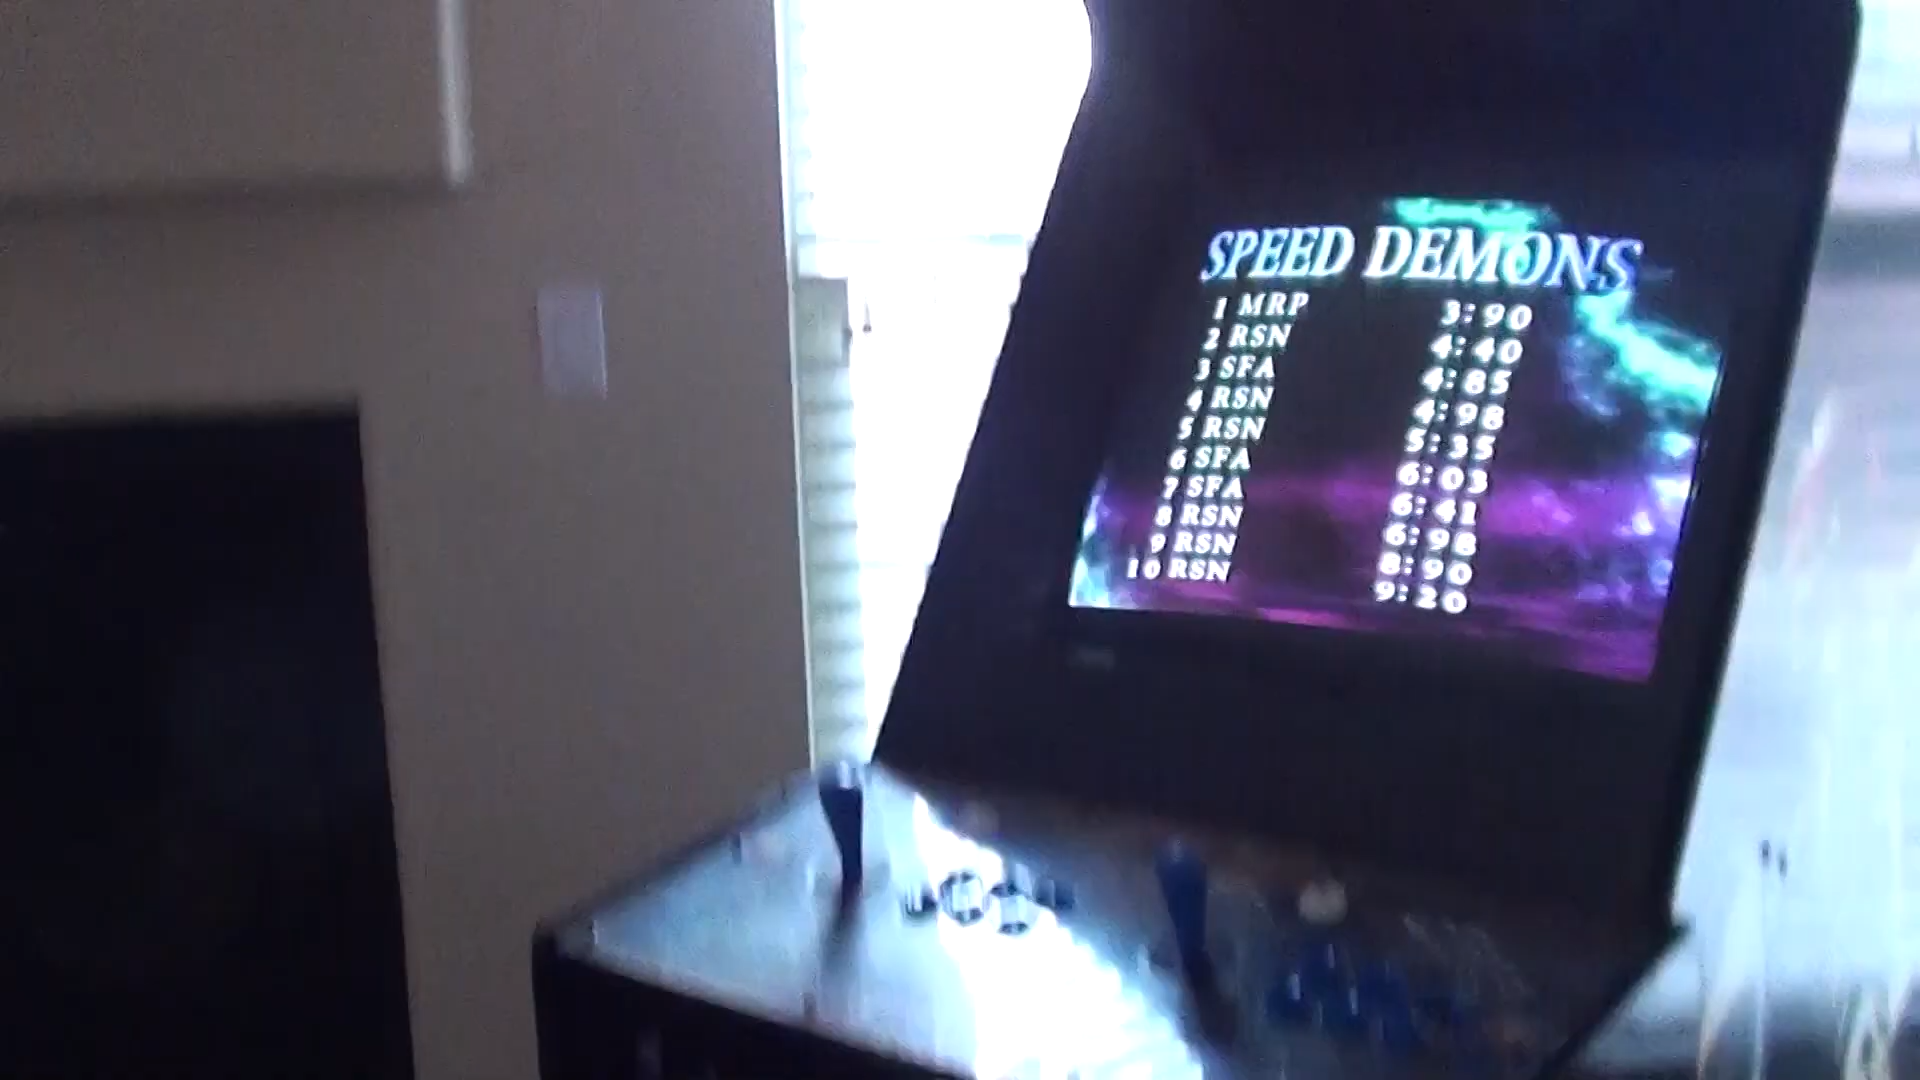 SPEED DEMONS
1 MRP 3:90
2 RSN 4:40
3 SFA 4:85
4 RSN 4:98
5 RSN 5:35
6 SFA 6:03
7 SFA 6:41
8 RSN 6:98
9 RSN 8:90
10 RSN 9:20